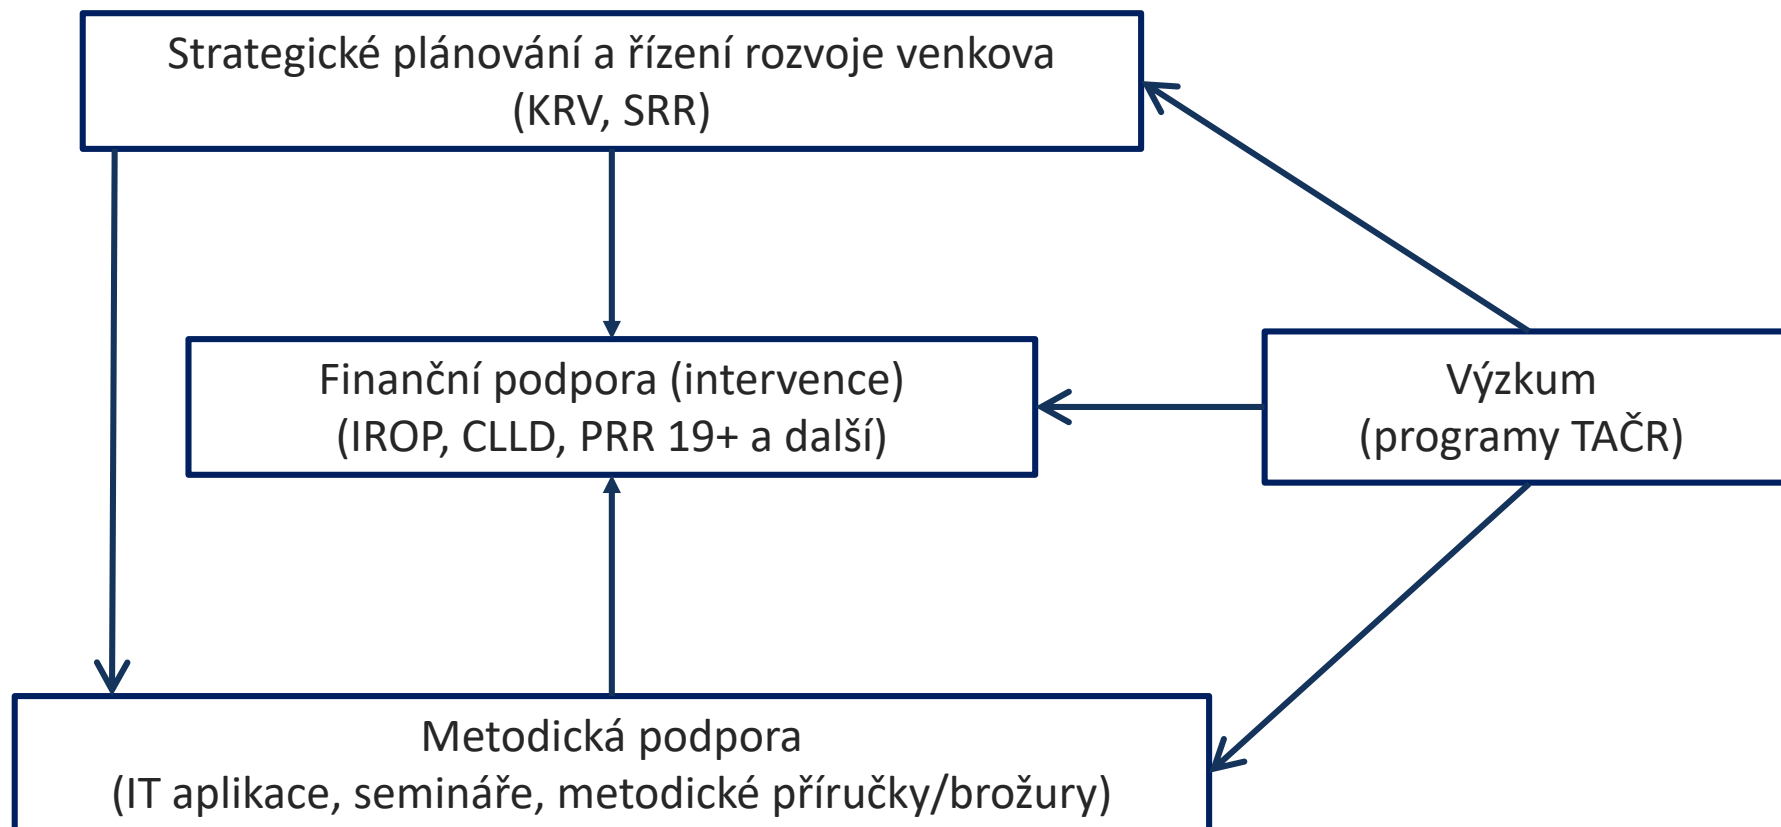 Strategické plánování a řízení rozvoje venkova
(KRV, SRR)
Finanční podpora (intervence)
(IROP, CLLD, PRR 19+ a další)
Výzkum
(programy TAČR)
Metodická podpora
(IT aplikace, semináře, metodické příručky/brožury)